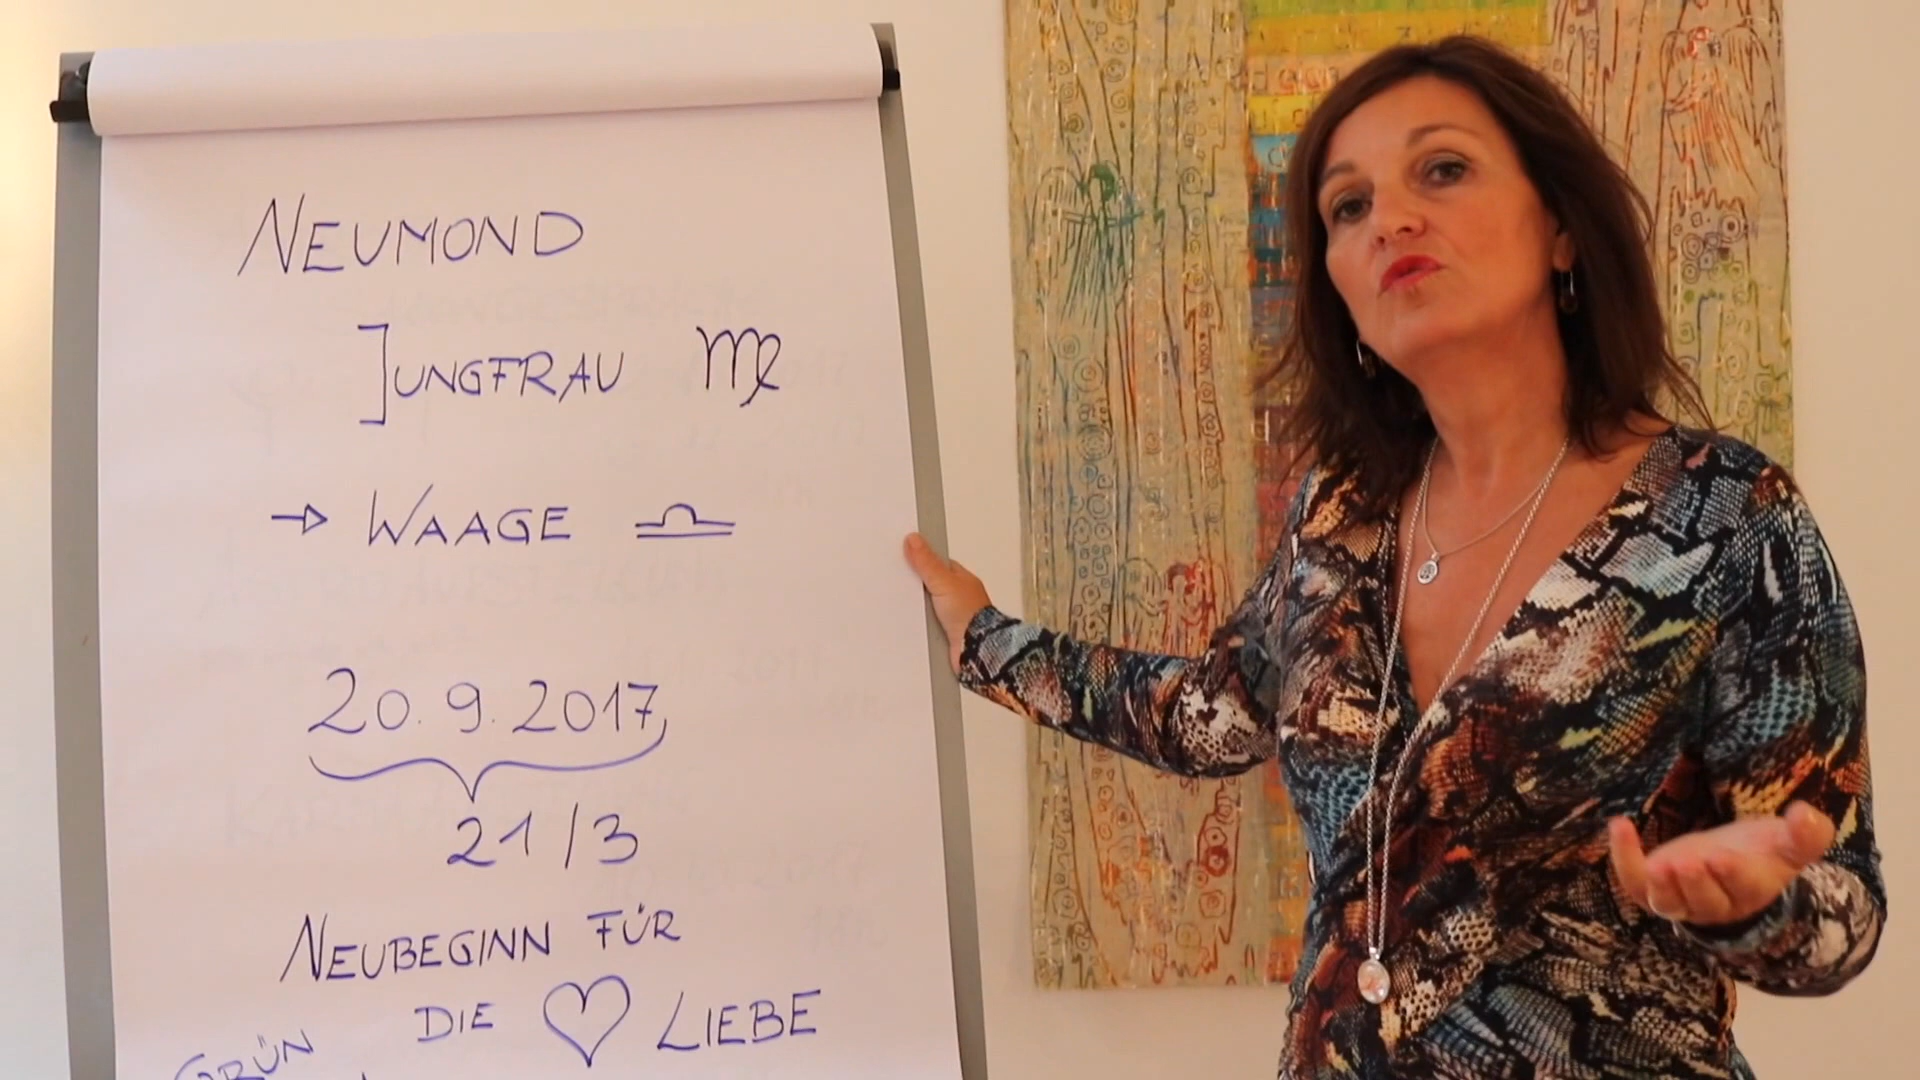 NEUMOND
JUNGFRAU ♍
→ WAAGE ♎
20.9.2017
21/3
NEUBEGINN FÜR
DIE ♡ LIEBE
GRÜN